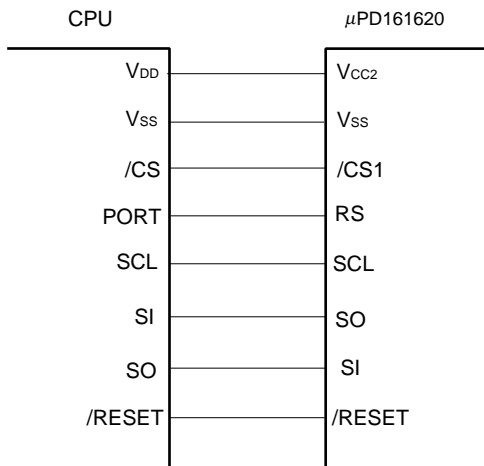 CPU μPD161620
VDD VCC2
VSS VSS
/CS /CS1
PORT RS
SCL SCL
SI SO
SO SI
/RESET /RESET